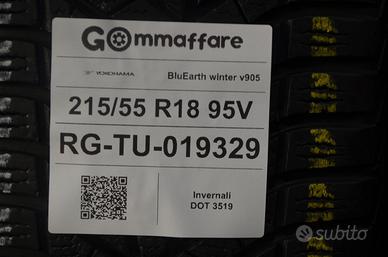 GOmmaffare
YOKOHAMA
BluEarth winter v905
215/55 R18 95V
RG-TU-019329
Invernali
DOT 3519
subito